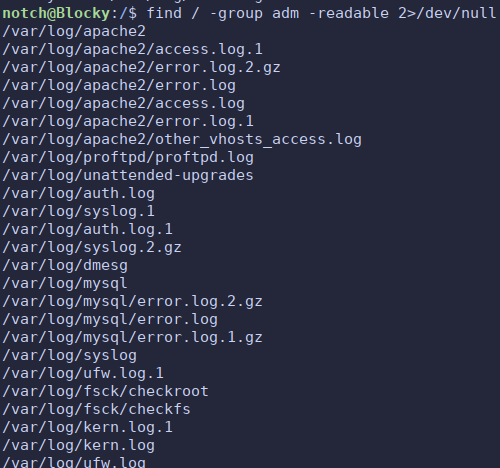 notch@Blocky:/$ find / -group adm -readable 2>/dev/null
/var/log/apache2
/var/log/apache2/access.log.1
/var/log/apache2/error.log.2.gz
/var/log/apache2/error.log
/var/log/apache2/access.log
/var/log/apache2/error.log.1
/var/log/apache2/other_vhosts_access.log
/var/log/proftpd/proftpd.log
/var/log/unattended-upgrades
/var/log/auth.log
/var/log/syslog.1
/var/log/auth.log.1
/var/log/syslog.2.gz
/var/log/dmesg
/var/log/mysql
/var/log/mysql/error.log.2.gz
/var/log/mysql/error.log
/var/log/mysql/error.log.1.gz
/var/log/syslog
/var/log/ufw.log.1
/var/log/fsck/checkroot
/var/log/fsck/checkfs
/var/log/kern.log.1
/var/log/kern.log
/var/log/ufw.log